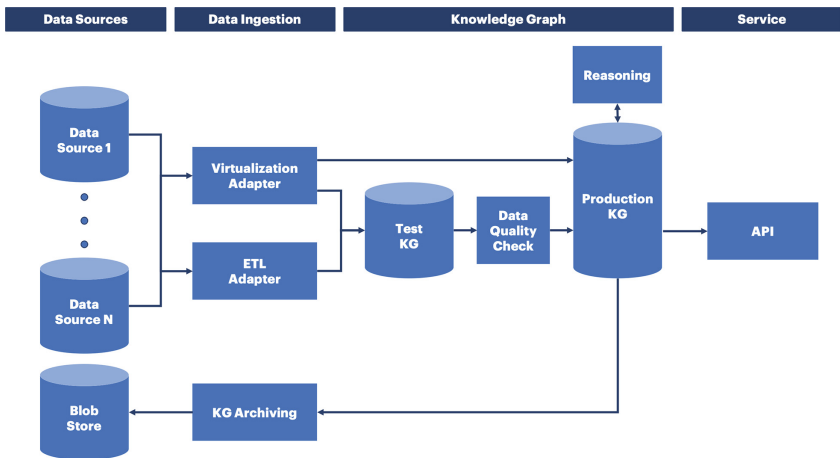 Data Sources
Data Ingestion
Knowledge Graph
Service
Reasoning
Data
Source 1
Virtualization
Adapter
Test
KG
Data
Quality
Check
Production
KG
API
ETL
Adapter
Data
Source N
Blob
Store
KG Archiving